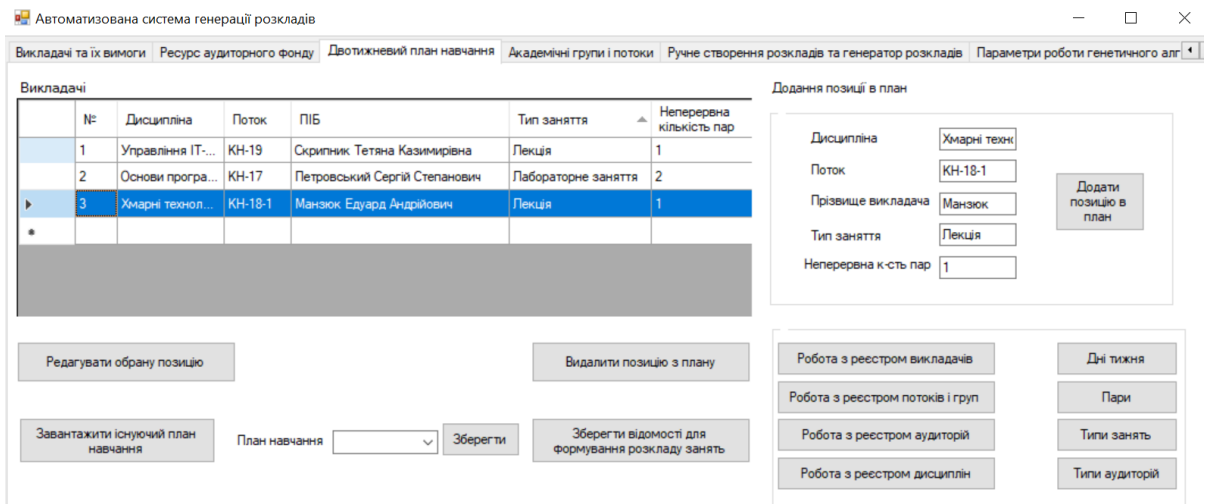 Автоматизована система генерації розкладів
Викладачі та їх вимоги Ресурс аудиторного фонду Двотижневий план навчання Академічні групи і потоки Ручне створення розкладів та генератор розкладів Параметри роботи генетичного алг
Викладачі
№ Дисципліна Поток ПІБ Тип заняття Неперервна
кількість пар
1 Управління ІТ-... КН-19 Скрипник Тетяна Казимирівна Лекція 1
2 Основи програ... КН-17 Петровський Сергій Степанович Лабораторне заняття 2
3 Хмарні технол... КН-18-1 Манзюк Едуард Андрійович Лекція 1
Редагувати обрану позицію
Видалити позицію з плану
Завантажити існуючий план
навчання
План навчання
Зберегти
Зберегти відомості для
формування розкладу занять
Додання позиції в план
Дисципліна Хмарні техно
Поток КН-18-1
Прізвище викладача Манзюк
Тип заняття Лекція
Неперервна к-сть пар 1
Додати
позицію в
план
Робота з реєстром викладачів Дні тижня
Робота з реєстром потоків і груп Пари
Робота з реєстром аудиторій Типи занять
Робота з реєстром дисциплін Типи аудиторій